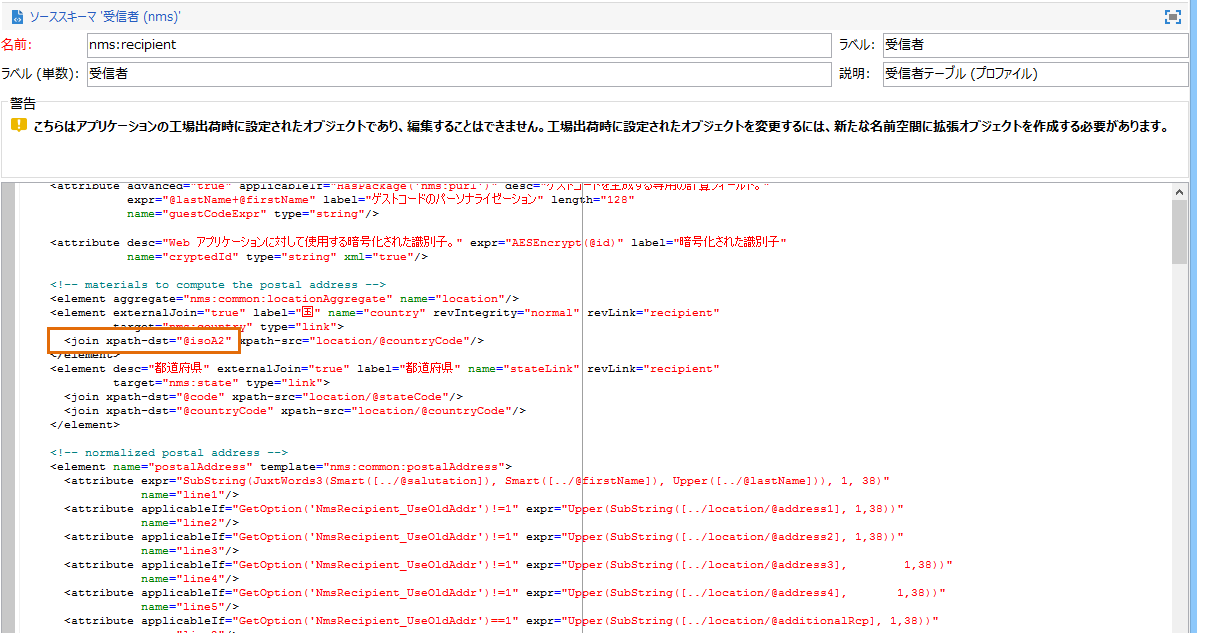 ソーススキーマ '受信者 (nms)'
名前: nms:recipient ラベル: 受信者
ラベル (単数): 受信者 説明: 受信者テーブル (プロファイル)
警告
こちらはアプリケーションの工場出荷時に設定されたオブジェクトであり、編集することはできません。工場出荷時に設定されたオブジェクトを変更するには、新たな名前空間に拡張オブジェクトを作成する必要があります。
<attribute advanced="true" applicableIf="HasPackage('nms:purl')" desc="ゲストコードを生成する専用の計算フィールド。"
expr="@lastName+@firstName" label="ゲストコードのパーソナライゼーション" length="128"
name="guestCodeExpr" type="string"/>
<attribute desc="Web アプリケーションに対して使用する暗号化された識別子。" expr="AESEncrypt(@id)" label="暗号化された識別子"
name="cryptedId" type="string" xml="true"/>
<!-- materials to compute the postal address -->
<element aggregate="nms:common:locationAggregate" name="location"/>
<element externalJoin="true" label="国" name="country" revIntegrity="normal" revLink="recipient"
target="nms:country" type="link">
<join xpath-dst="@isoA2" xpath-src="location/@countryCode"/>
</element>
<element desc="都道府県" externalJoin="true" label="都道府県" name="stateLink" revLink="recipient"
target="nms:state" type="link">
<join xpath-dst="@code" xpath-src="location/@stateCode"/>
<join xpath-dst="@countryCode" xpath-src="location/@countryCode"/>
</element>
<!-- normalized postal address -->
<element name="postalAddress" template="nms:common:postalAddress">
<attribute expr="SubString(JuxtWords3(Smart([../@salutation]), Smart([../@firstName]), Upper([../@lastName])), 1, 38)"
name="line1"/>
<attribute applicableIf="GetOption('NmsRecipient_UseOldAddr')!=1" expr="Upper(SubString([../location/@address1], 1,38))"
name="line2"/>
<attribute applicableIf="GetOption('NmsRecipient_UseOldAddr')!=1" expr="Upper(SubString([../location/@address2], 1,38))"
name="line3"/>
<attribute applicableIf="GetOption('NmsRecipient_UseOldAddr')!=1" expr="Upper(SubString([../location/@address3], 1,38))"
name="line4"/>
<attribute applicableIf="GetOption('NmsRecipient_UseOldAddr')!=1" expr="Upper(SubString([../location/@address4], 1,38))"
name="line5"/>
<attribute applicableIf="GetOption('NmsRecipient_UseOldAddr')==1" expr="Upper(SubString([../location/@additionalRcp], 1,38))"